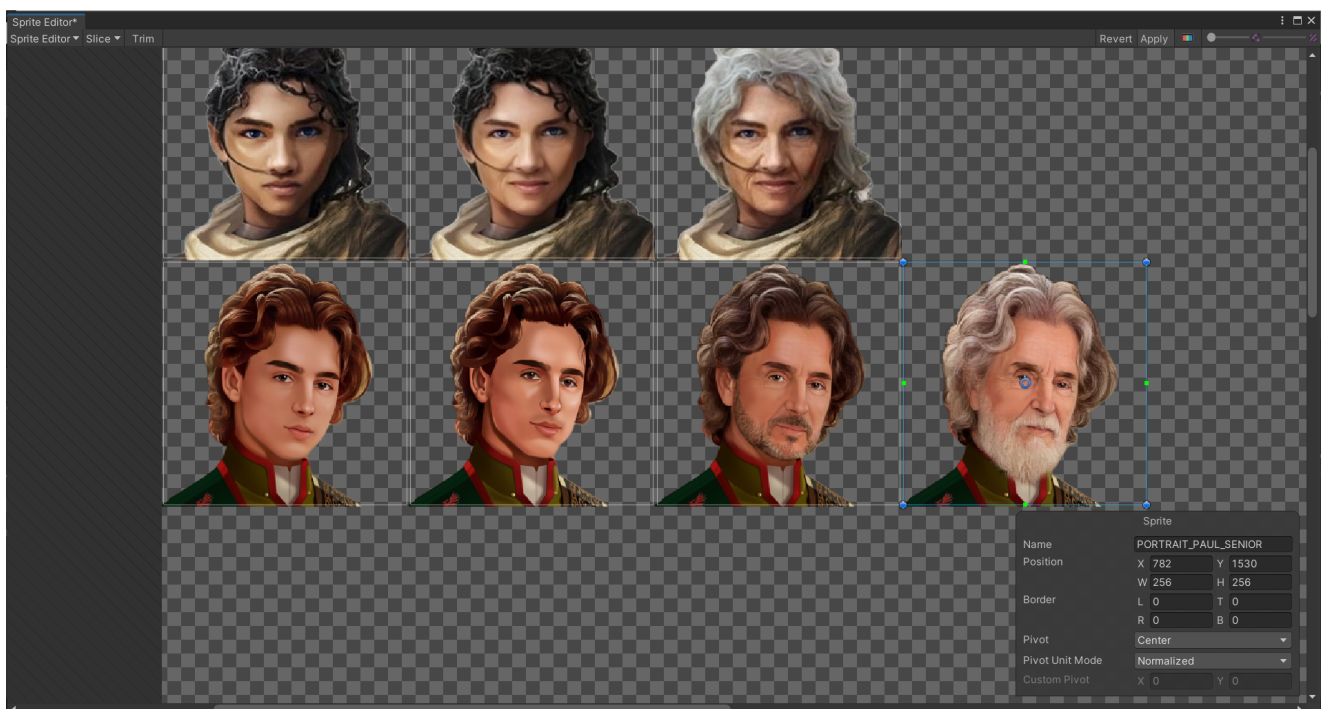 Sprite Editor*
Sprite Editor Slice Trim Revert Apply
Sprite
Name PORTRAIT_PAUL_SENIOR
Position X 782 Y 1530
W 256 H 256
Border L 0 T 0
R 0 B 0
Pivot Center
Pivot Unit Mode Normalized
Custom Pivot X 0 Y 0